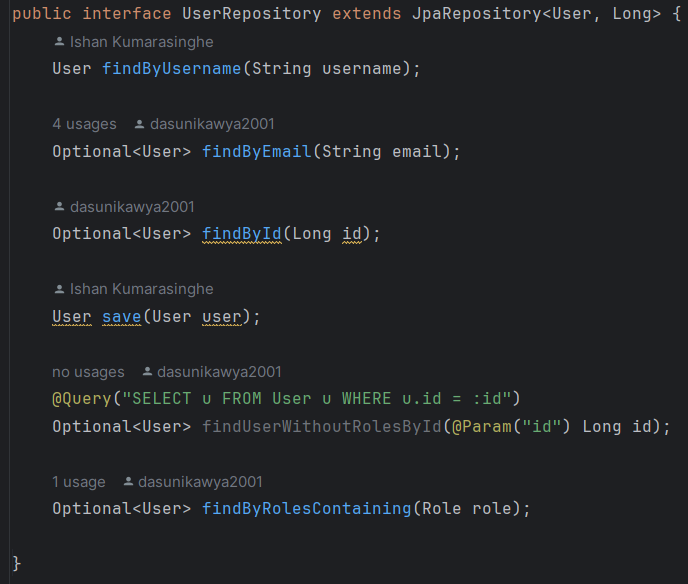 public interface UserRepository extends JpaRepository<User, Long> {
Ishan Kumarasinghe
User findByUsername(String username);
4 usages dasunikawya2001
Optional<User> findByEmail(String email);
dasunikawya2001
Optional<User> findById(Long id);
Ishan Kumarasinghe
User save(User user);
no usages dasunikawya2001
@Query("SELECT u FROM User u WHERE u.id = :id")
Optional<User> findUserWithoutRolesById(@Param("id") Long id);
1 usage dasunikawya2001
Optional<User> findByRolesContaining(Role role);
}